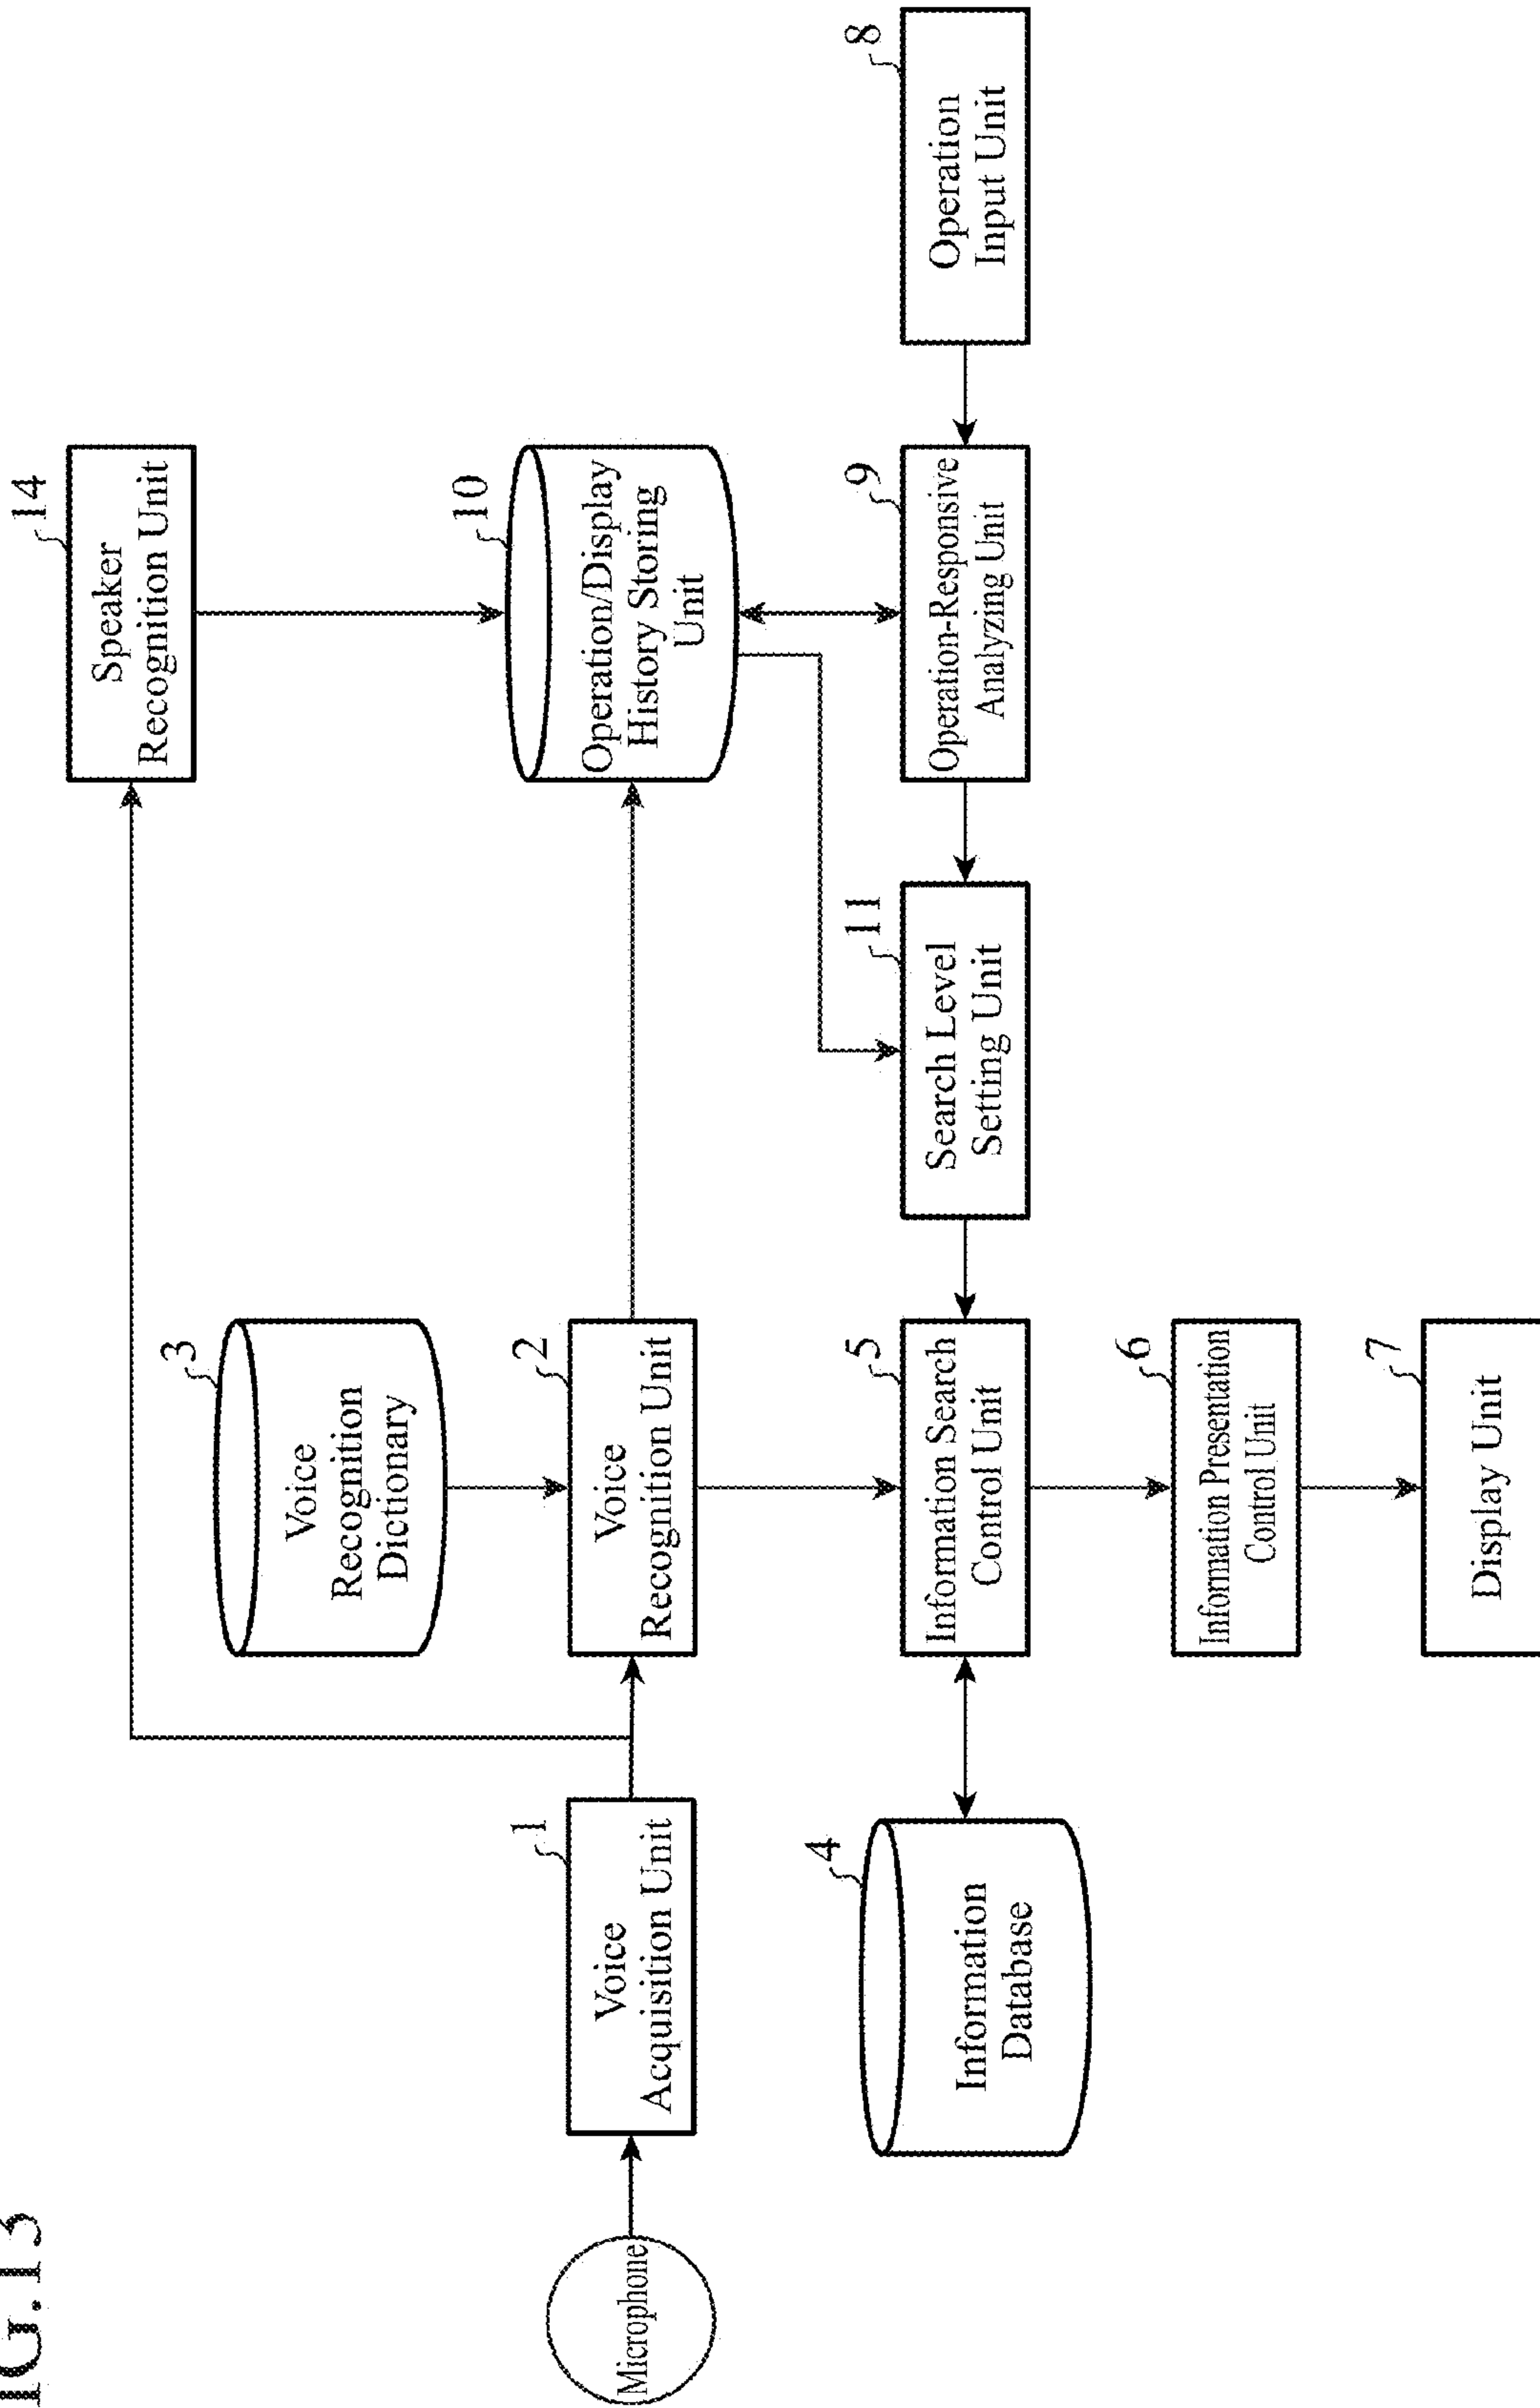 IG.13
14
Speaker
Recognition Unit
3
Voice
Recognition
Dictionary
Microphone
1
Voice
Acquisition Unit
2
Voice
Recognition Unit
10
Operation/Display
History Storing
Unit
4
Information
Database
5
Information Search
Control Unit
11
Search Level
Setting Unit
9
Operation-Responsive
Analyzing Unit
8
Operation
Input Unit
6
Information Presentation
Control Unit
7
Display Unit